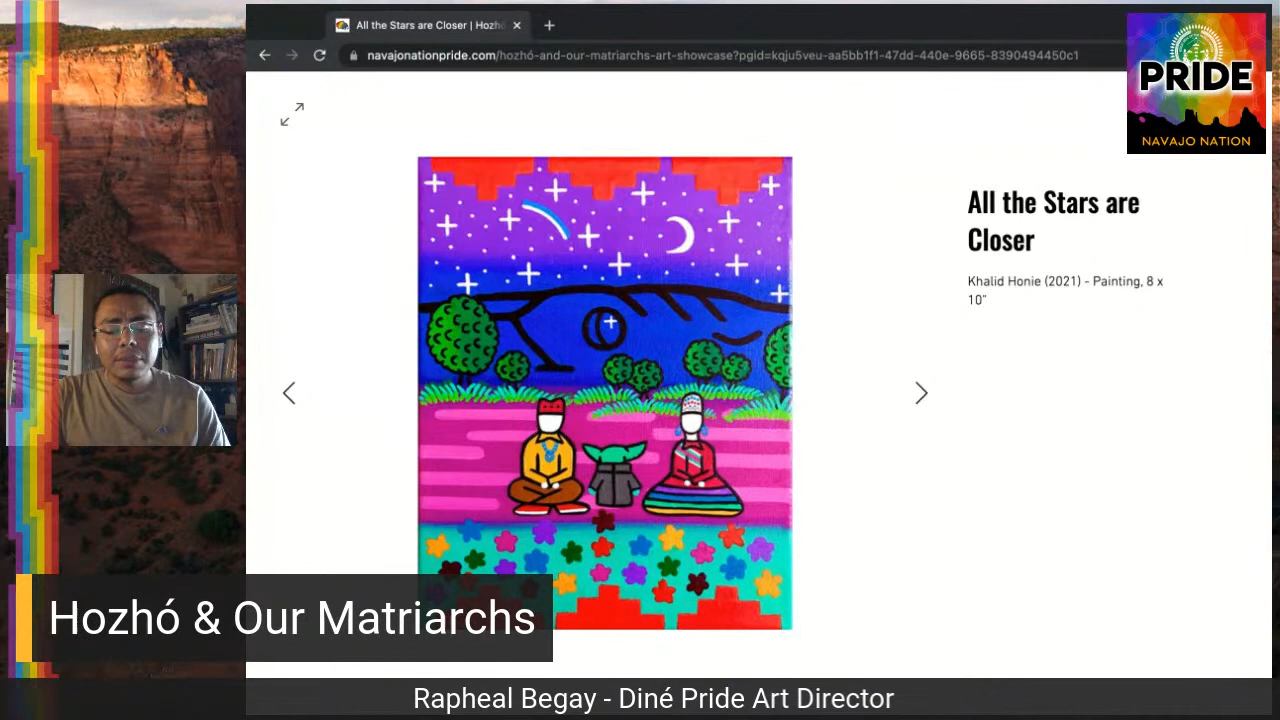 All the Stars are Closer | Hozh
navajonationpride.com/hozhó-and-our-matriarchs-art-showcase?pgid=kqju5veu-aa5bb1f1-47dd-440e-9665-8390494450c1
PRIDE
NAVAJO NATION
All the Stars are
Closer
Khalid Honie (2021) - Painting, 8 x
10”
Hozhó & Our Matriarchs
Rapheal Begay - Diné Pride Art Director